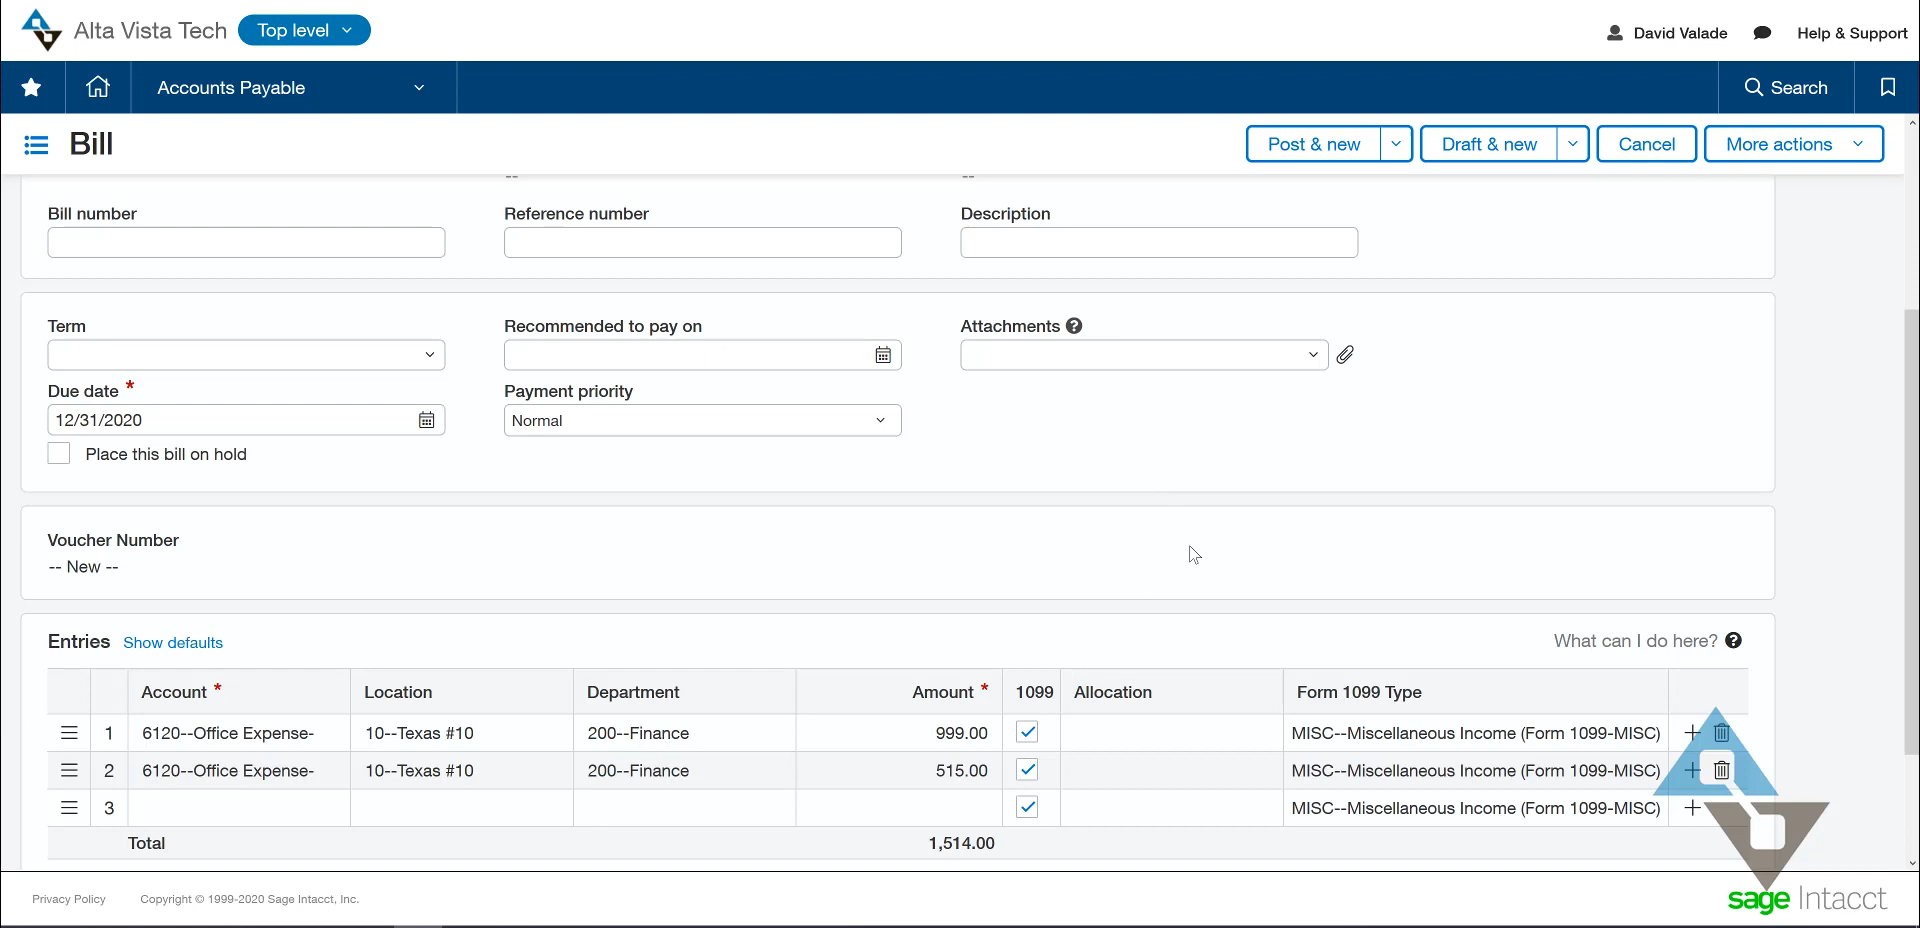 Alta Vista Tech Top level David Valade Help & Support
Accounts Payable Search
Bill Post & new Draft & new Cancel More actions
-- --
Bill number Reference number Description
Term Recommended to pay on Attachments ?
Due date * Payment priority
12/31/2020 Normal
Place this bill on hold
Voucher Number
-- New --
Entries Show defaults What can I do here? ?
Account * Location Department Amount * 1099 Allocation Form 1099 Type
1 6120--Office Expense- 10--Texas #10 200--Finance 999.00 MISC--Miscellaneous Income (Form 1099-MISC)
2 6120--Office Expense- 10--Texas #10 200--Finance 515.00 MISC--Miscellaneous Income (Form 1099-MISC)
3 MISC--Miscellaneous Income (Form 1099-MISC)
Total 1,514.00
Privacy Policy Copyright © 1999-2020 Sage Intacct, Inc. sage Intacct